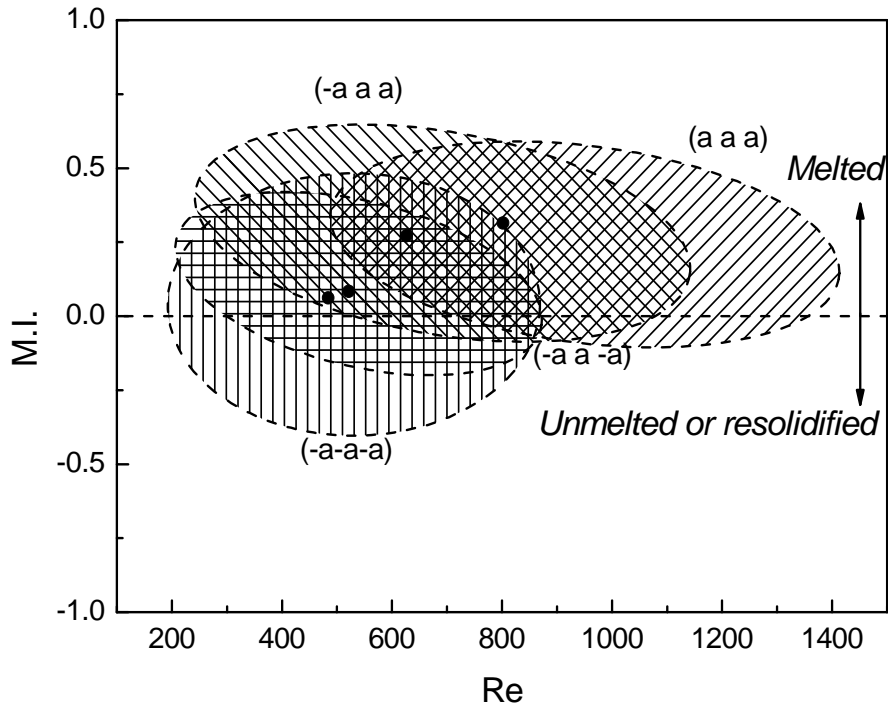 1.0
(-a a a)
(a a a)
0.5
Melted
M.I.
0.0
(-a a -a)
Unmelted or resolidified
(-a-a-a)
-0.5
-1.0
200 400 600 800 1000 1200 1400
Re